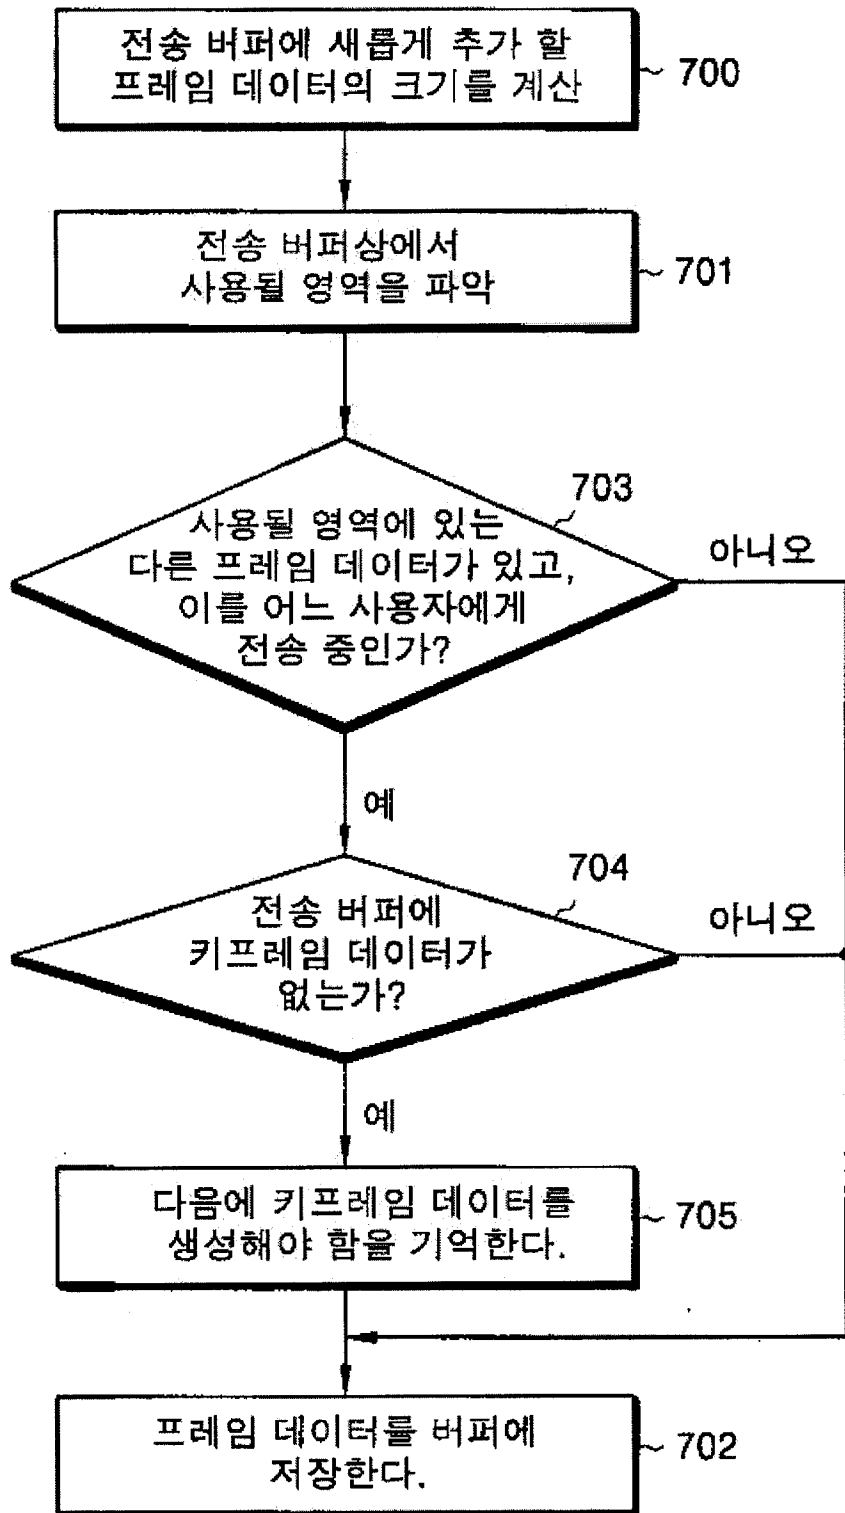 전송 버퍼에 새롭게 추가 할
프레임 데이터의 크기를 계산
700
전송 버퍼상에서
사용될 영역을 파악
701
703
사용될 영역에 있는
다른 프레임 데이터가 있고,
이를 어느 사용자에게
전송 중인가?
아니오
예
704
전송 버퍼에
키프레임 데이터가
없는가?
아니오
예
다음에 키프레임 데이터를
생성해야 함을 기억한다.
705
프레임 데이터를 버퍼에
저장한다.
702